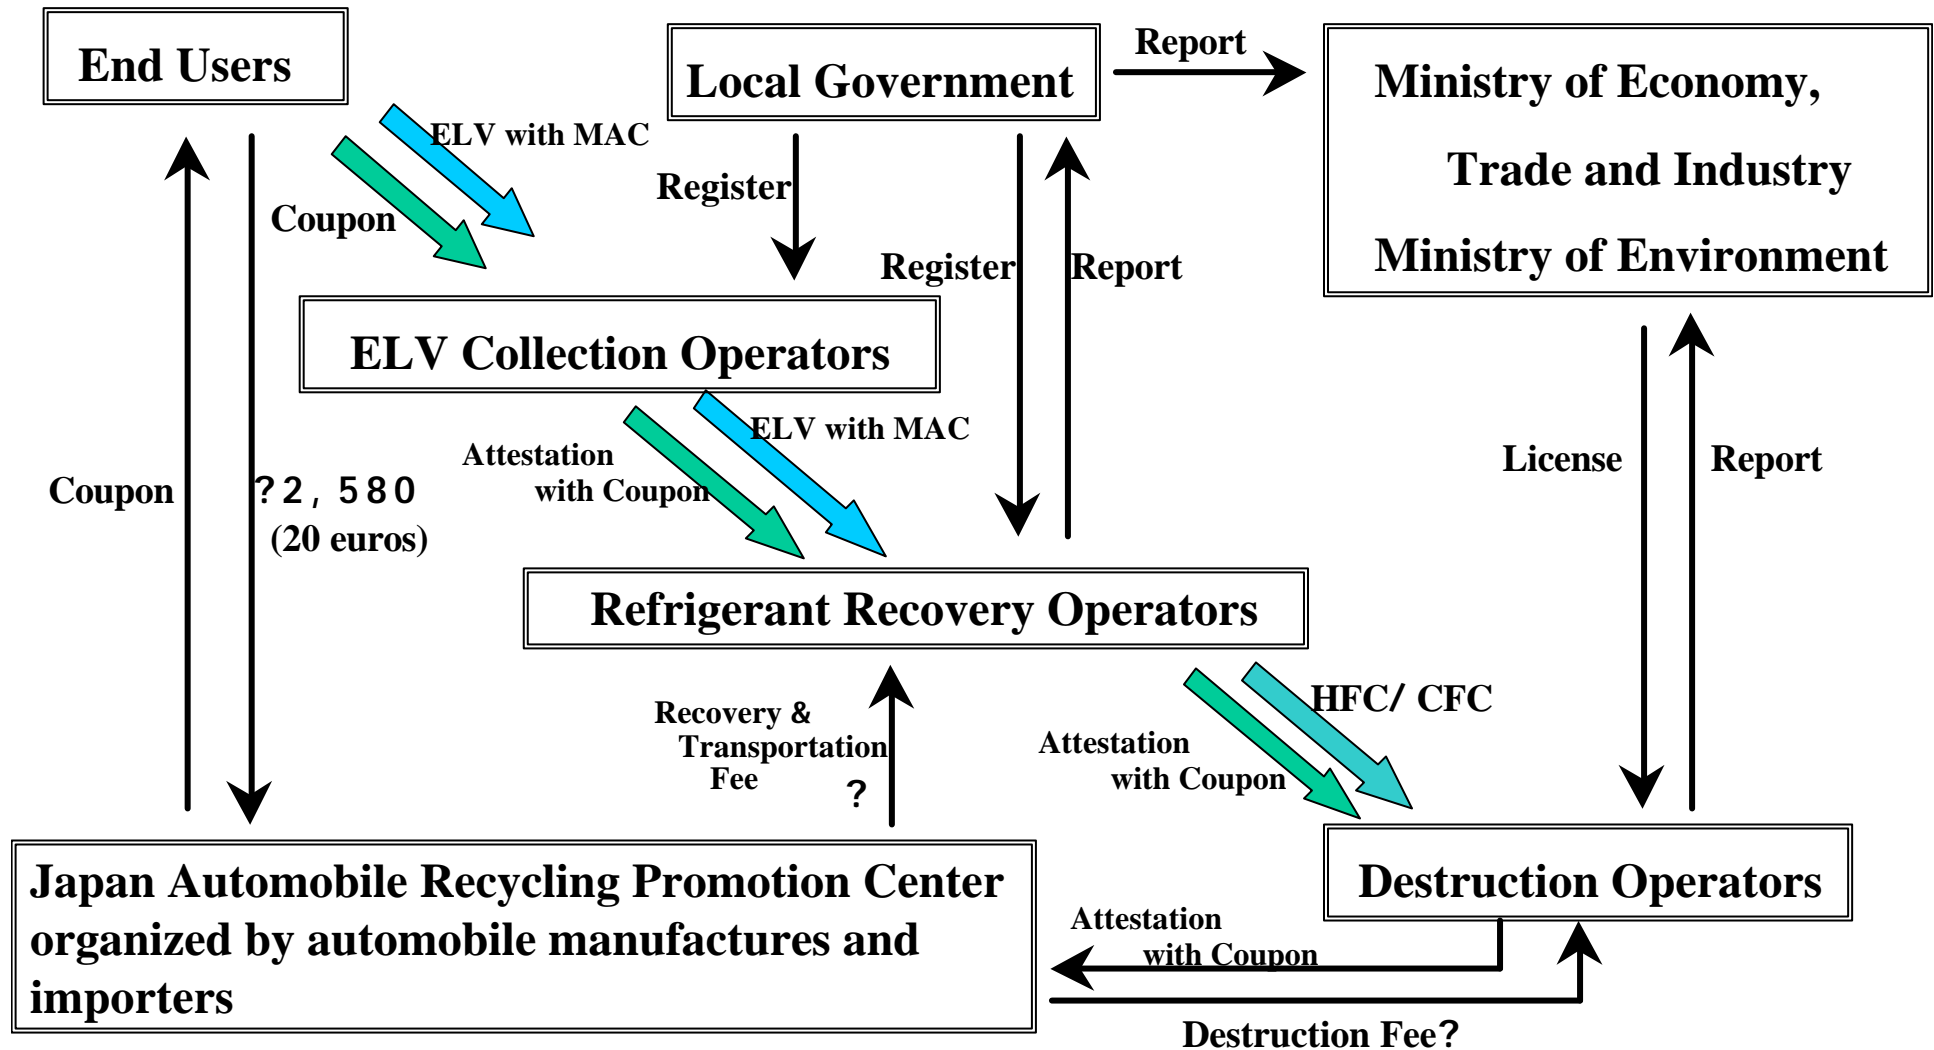 End Users
Local Government
Report
Ministry of Economy,
Trade and Industry
Ministry of Environment
ELV with MAC
Coupon
Register
Register
Report
ELV Collection Operators
ELV with MAC
Attestation
with Coupon
Coupon
?2, 580
(20 euros)
License
Report
Refrigerant Recovery Operators
Recovery &
Transportation
Fee
?
HFC/ CFC
Attestation
with Coupon
Japan Automobile Recycling Promotion Center
organized by automobile manufactures and
importers
Destruction Operators
Attestation
with Coupon
Destruction Fee?